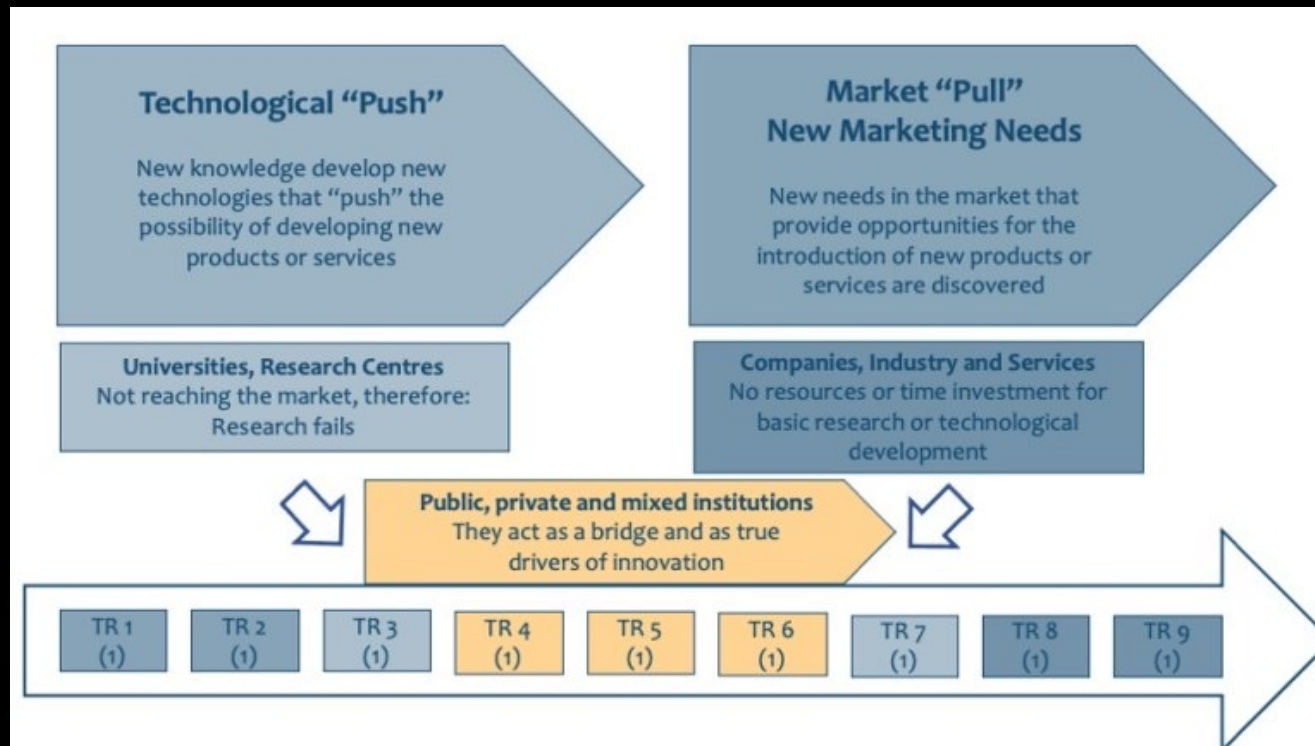 Technological “Push”
New knowledge develop new
technologies that “push” the
possibility of developing new
products or services
Market “Pull”
New Marketing Needs
New needs in the market that
provide opportunities for the
introduction of new products or
services are discovered
Universities, Research Centres
Not reaching the market, therefore:
Research fails
Companies, Industry and Services
No resources or time investment for
basic research or technological
development
Public, private and mixed institutions
They act as a bridge and as true
drivers of innovation
TR 1
(1)
TR 2
(1)
TR 3
(1)
TR 4
(1)
TR 5
(1)
TR 6
(1)
TR 7
(1)
TR 8
(1)
TR 9
(1)